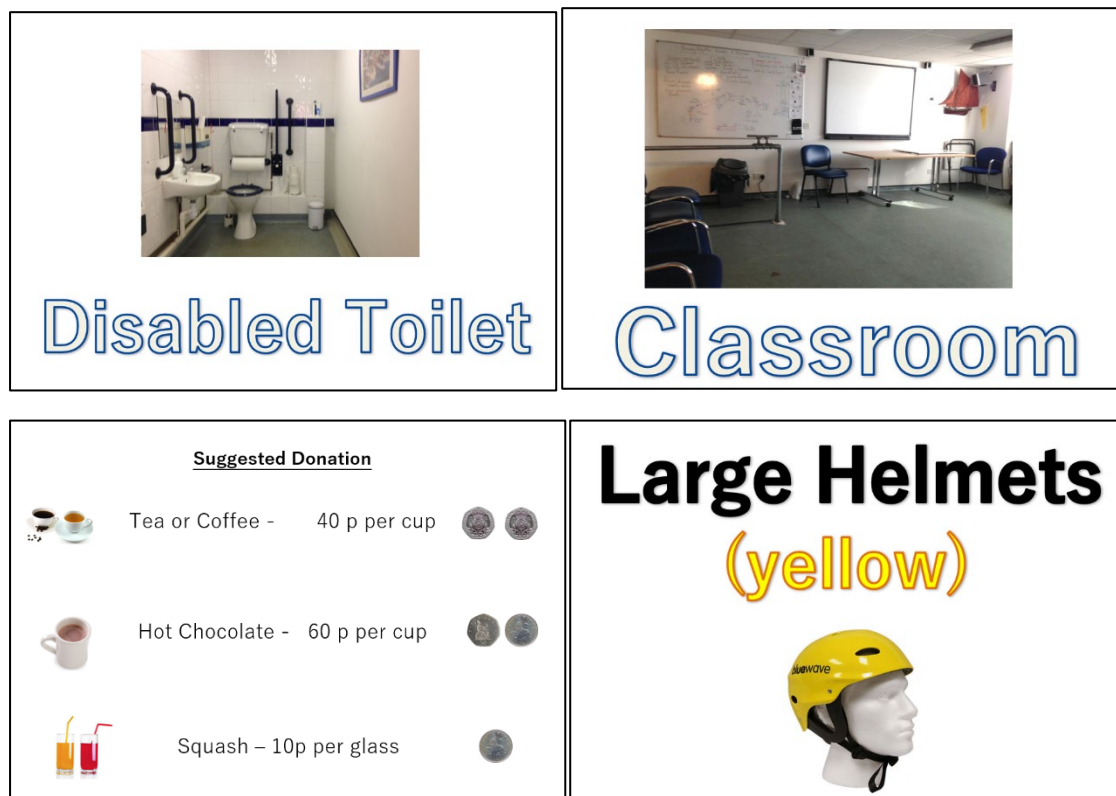 Disabled Toilet
Classroom
Suggested Donation
Tea or Coffee - 40 p per cup
Hot Chocolate - 60 p per cup
Squash – 10p per glass
Large Helmets
(yellow)
bluewave